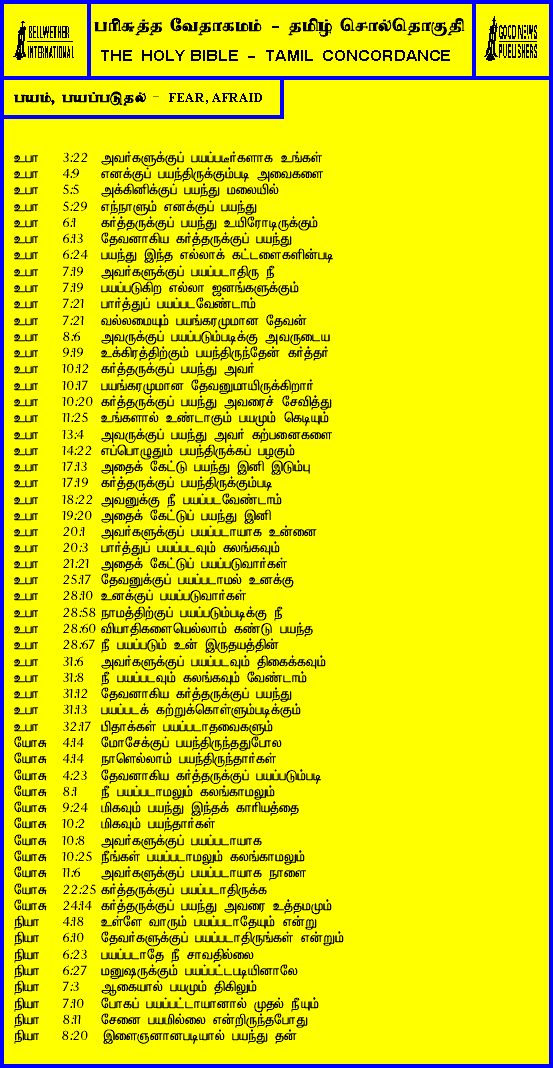 BELLWETHER
INTERNATIONAL
பரிசுத்த வேதாகமம் - தமிழ் சொல்தொகுதி
THE HOLY BIBLE - TAMIL CONCORDANCE
GOOD NEWS
PUBLISHERS
பயம், பயப்படுதல் - FEAR, AFRAID
உபா 3:22 அவர்களுக்குப் பயப்படீர்களாக உங்கள்
உபா 4:9 எனக்குப் பயந்திருக்கும்படி அவைகளை
உபா 5:5 அக்கினிக்குப் பயந்து மலையில்
உபா 5:29 எந்நாளும் எனக்குப் பயந்து
உபா 6:1 கர்த்தருக்குப் பயந்து உயிரோடிருக்கும்
உபா 6:13 தேவனாகிய கர்த்தருக்குப் பயந்து
உபா 6:24 பயந்து இந்த எல்லாக் கட்டளைகளின்படி
உபா 7:19 அவர்களுக்குப் பயப்படாதிரு நீ
உபா 7:19 பயப்படுகிற எல்லா ஜனங்களுக்கும்
உபா 7:21 பார்த்துப் பயப்படவேண்டாம்
உபா 7:21 வல்லமையும் பயங்கரமுமான தேவன்
உபா 8:6 அவருக்குப் பயப்படும்படிக்கு அவருடைய
உபா 9:19 உக்கிரத்திற்கும் பயந்திருந்தேன் கர்த்தர்
உபா 10:12 கர்த்தருக்குப் பயந்து அவர்
உபா 10:17 பயங்கரமுமான தேவனுமாயிருக்கிறார்
உபா 10:20 கர்த்தருக்குப் பயந்து அவரைச் சேவித்து
உபா 11:25 உங்களால் உண்டாகும் பயமும் கெடியும்
உபா 13:4 அவருக்குப் பயந்து அவர் கற்பனைகளை
உபா 14:22 எப்பொழுதும் பயந்திருக்கப் பழகும்
உபா 17:13 அதைக் கேட்டு பயந்து இனி இடும்பு
உபா 17:19 கர்த்தருக்குப் பயந்திருக்கும்படி
உபா 18:22 அவனுக்கு நீ பயப்படவேண்டாம்
உபா 19:20 அதைக் கேட்டுப் பயந்து இனி
உபா 20:1 அவர்களுக்குப் பயப்படாயாக உன்னை
உபா 20:3 பார்த்துப் பயப்படவும் கலங்கவும்
உபா 21:21 அதைக் கேட்டுப் பயப்படுவார்கள்
உபா 25:17 தேவனுக்குப் பயப்படாமல் உனக்கு
உபா 28:10 உனக்குப் பயப்படுவார்கள்
உபா 28:58 நாமத்திற்குப் பயப்படும்படிக்கு நீ
உபா 28:60 வியாதிகளையெல்லாம் கண்டு பயந்த
உபா 28:67 நீ பயப்படும் உன் இருதயத்தின்
உபா 31:6 அவர்களுக்குப் பயப்படவும் திகைக்கவும்
உபா 31:8 நீ பயப்படவும் கலங்கவும் வேண்டாம்
உபா 31:12 தேவனாகிய கர்த்தருக்குப் பயந்து
உபா 31:13 பயப்படக் கற்றுக்கொள்ளும்படிக்கும்
உபா 32:17 பிதாக்கள் பயப்படாதவைகளும்
யோசு 4:14 மோசேக்குப் பயந்திருந்ததுபோல
யோசு 4:14 நாளெல்லாம் பயந்திருந்தார்கள்
யோசு 4:23 தேவனாகிய கர்த்தருக்குப் பயப்படும்படி
யோசு 8:1 நீ பயப்படாமலும் கலங்காமலும்
யோசு 9:24 மிகவும் பயந்து இந்தக் காரியத்தை
யோசு 10:2 மிகவும் பயந்தார்கள்
யோசு 10:8 அவர்களுக்குப் பயப்படாயாக
யோசு 10:25 நீங்கள் பயப்படாமலும் கலங்காமலும்
யோசு 11:6 அவர்களுக்குப் பயப்படாயாக நாளை
யோசு 22:25 கர்த்தருக்குப் பயப்படாதிருக்க
யோசு 24:14 கர்த்தருக்குப் பயந்து அவரை உத்தமமும்
நியா 4:18 உள்ளே வாரும் பயப்படாதேயும் என்று
நியா 6:10 தேவர்களுக்குப் பயப்படாதிருங்கள் என்றும்
நியா 6:23 பயப்படாதே நீ சாவதில்லை
நியா 6:27 மனுஷருக்கும் பயப்பட்டபடியினாலே
நியா 7:3 ஆகையால் பயமும் திகிலும்
நியா 7:10 போகப் பயப்பட்டாயானால் முதல் நீயும்
நியா 8:11 சேனை பயமில்லை என்றிருந்தபோது
நியா 8:20 இளைஞனானபடியால் பயந்து தன்